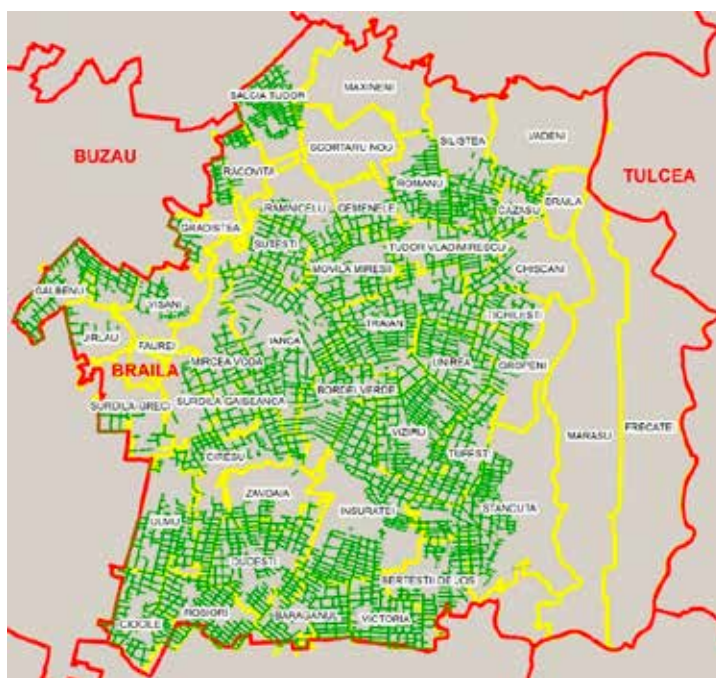 MAXINENI
SALCIA TUDOR
SCORTARU NOU
SILISTEA
VADENI
BUZAU
RACOVITA
ROMANU
TULCEA
BRAILA
CAZASU
RAMNICELU
GEMENELE
GRADISTEA
SUTESTI
TUDOR VLADIMIRESCU
MOVILA MIRESII
CHISCANI
GALBENU
VISANI
TICHILESTI
TRAIAN
JIRLAU
FAUREI
IANCA
UNIREA
GROPENI
MIRCEA VODA
BRAILA
BORDEI VERDE
SURDILA GRECI
SURDILA GAISEANCA
VIZIRU
MARASU
FRECATEI
CIRESU
TUFESTI
ZAVOAIA
INSURATEI
STANCUTA
ULMU
DUDESTI
BERTESTII DE JOS
ROSIORI
CIOCILE
BARAGANUL
VICTORIA